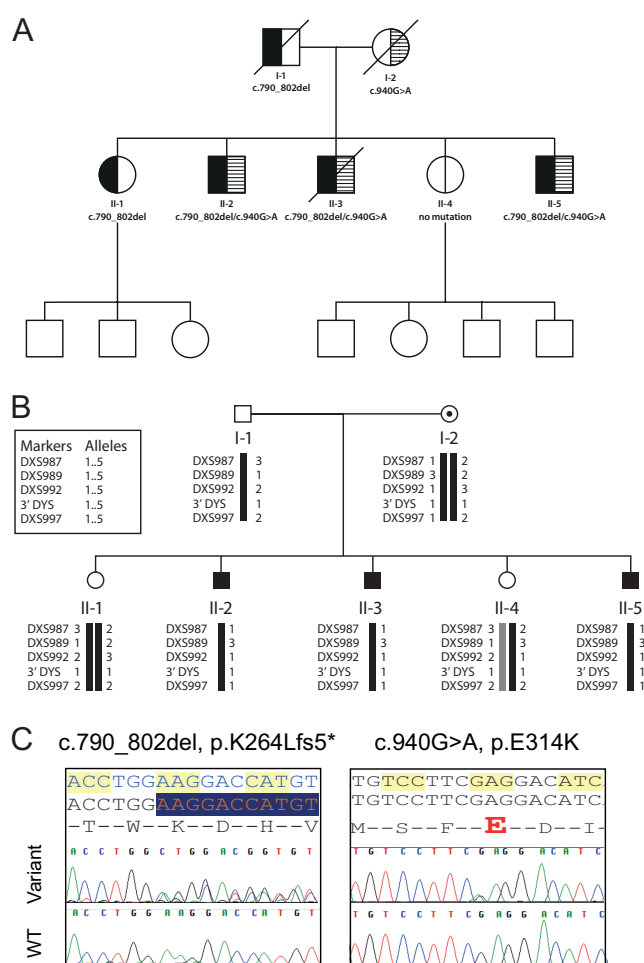 A
I-1
c.790_802del
I-2
c.940G>A
II-1
c.790_802del
II-2
c.790_802del/c.940G>A
II-3
c.790_802del/c.940G>A
II-4
no mutation
II-5
c.790_802del/c.940G>A
B
Markers Alleles
DXS987 1..5
DXS989 1..5
DXS992 1..5
3' DYS 1..5
DXS997 1..5
I-1
DXS987 3
DXS989 1
DXS992 2
3' DYS 1
DXS997 2
I-2
DXS987 1 2
DXS989 3 2
DXS992 1 3
3' DYS 1 1
DXS997 1 2
II-1
DXS987 3 2
DXS989 1 2
DXS992 2 3
3' DYS 1 1
DXS997 2 2
II-2
DXS987 1
DXS989 3
DXS992 1
3' DYS 1
DXS997 1
II-3
DXS987 1
DXS989 3
DXS992 1
3' DYS 1
DXS997 1
II-4
DXS987 3 1
DXS989 1 3
DXS992 2 1
3' DYS 1 1
DXS997 2 2
II-5
DXS987 1
DXS989 3
DXS992 1
3' DYS 1
DXS997 1
C
c.790_802del, p.K264Lfs5* c.940G>A, p.E314K
Variant
ACCTGGAAGGACCATGT
ACCTGGAAGGACCATGT
-T--W--K--D--H--V
A C C T G G C T G G A C G G T G T
TGTCCTTCGAGGACATC
TGTCCTTCGAGGACATC
M--S--F--E--D--I-
T G T C C T T C G A G G A C A T C
WT
A C C T G G A A G G A C C A T G T
T G T C C T T C G A G G A C A T C